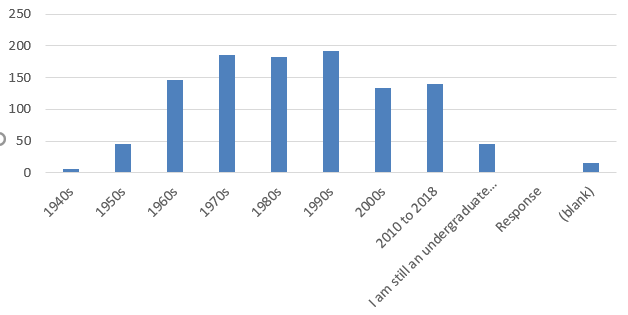 250
200
150
100
50
0
1940s
1950s
1960s
1970s
1980s
1990s
2000s
2010 to 2018
I am still an undergraduate...
Response
(blank)